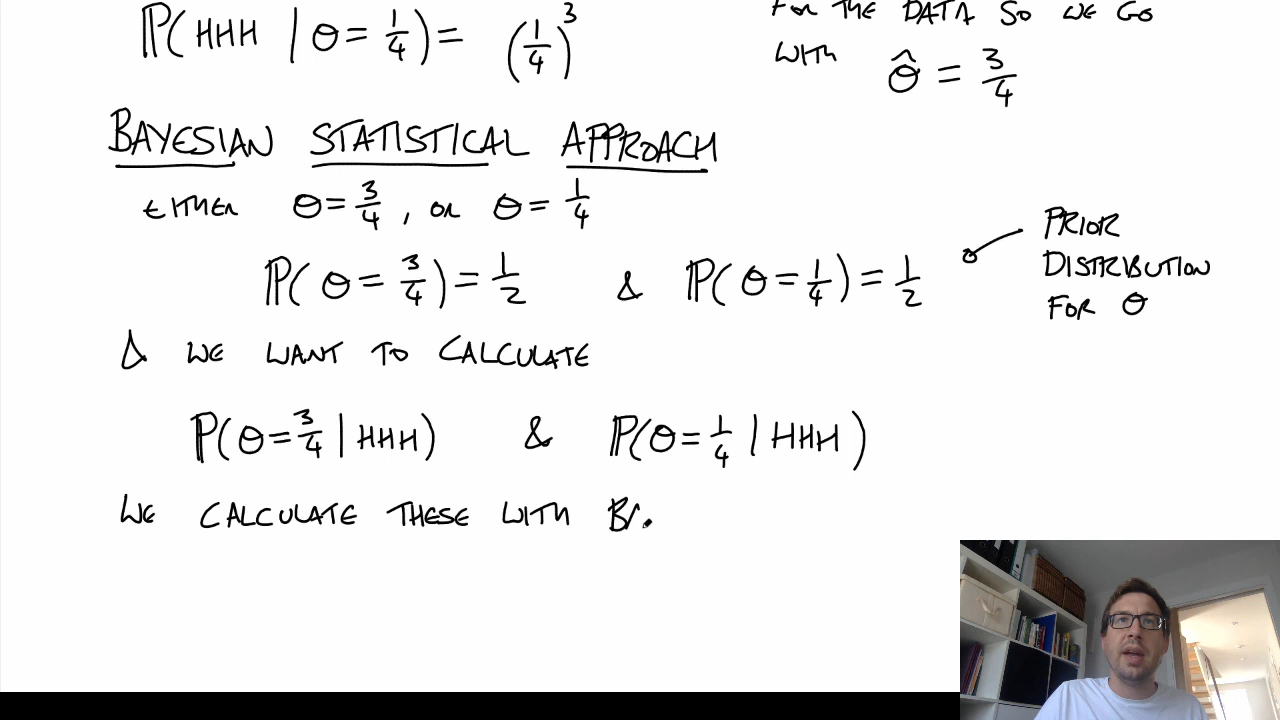 ℙ(HHH | θ = 1/4) = (1/4)^3
FOR THE DATA SO WE GO
WITH θ̂ = 3/4
BAYESIAN STATISTICAL APPROACH
EITHER θ = 3/4, OR θ = 1/4
ℙ(θ = 3/4) = 1/2 & ℙ(θ = 1/4) = 1/2
PRIOR
DISTRIBUTION
FOR θ
& WE WANT TO CALCULATE
ℙ(θ = 3/4 | HHH) & ℙ(θ = 1/4 | HHH)
WE CALCULATE THESE WITH